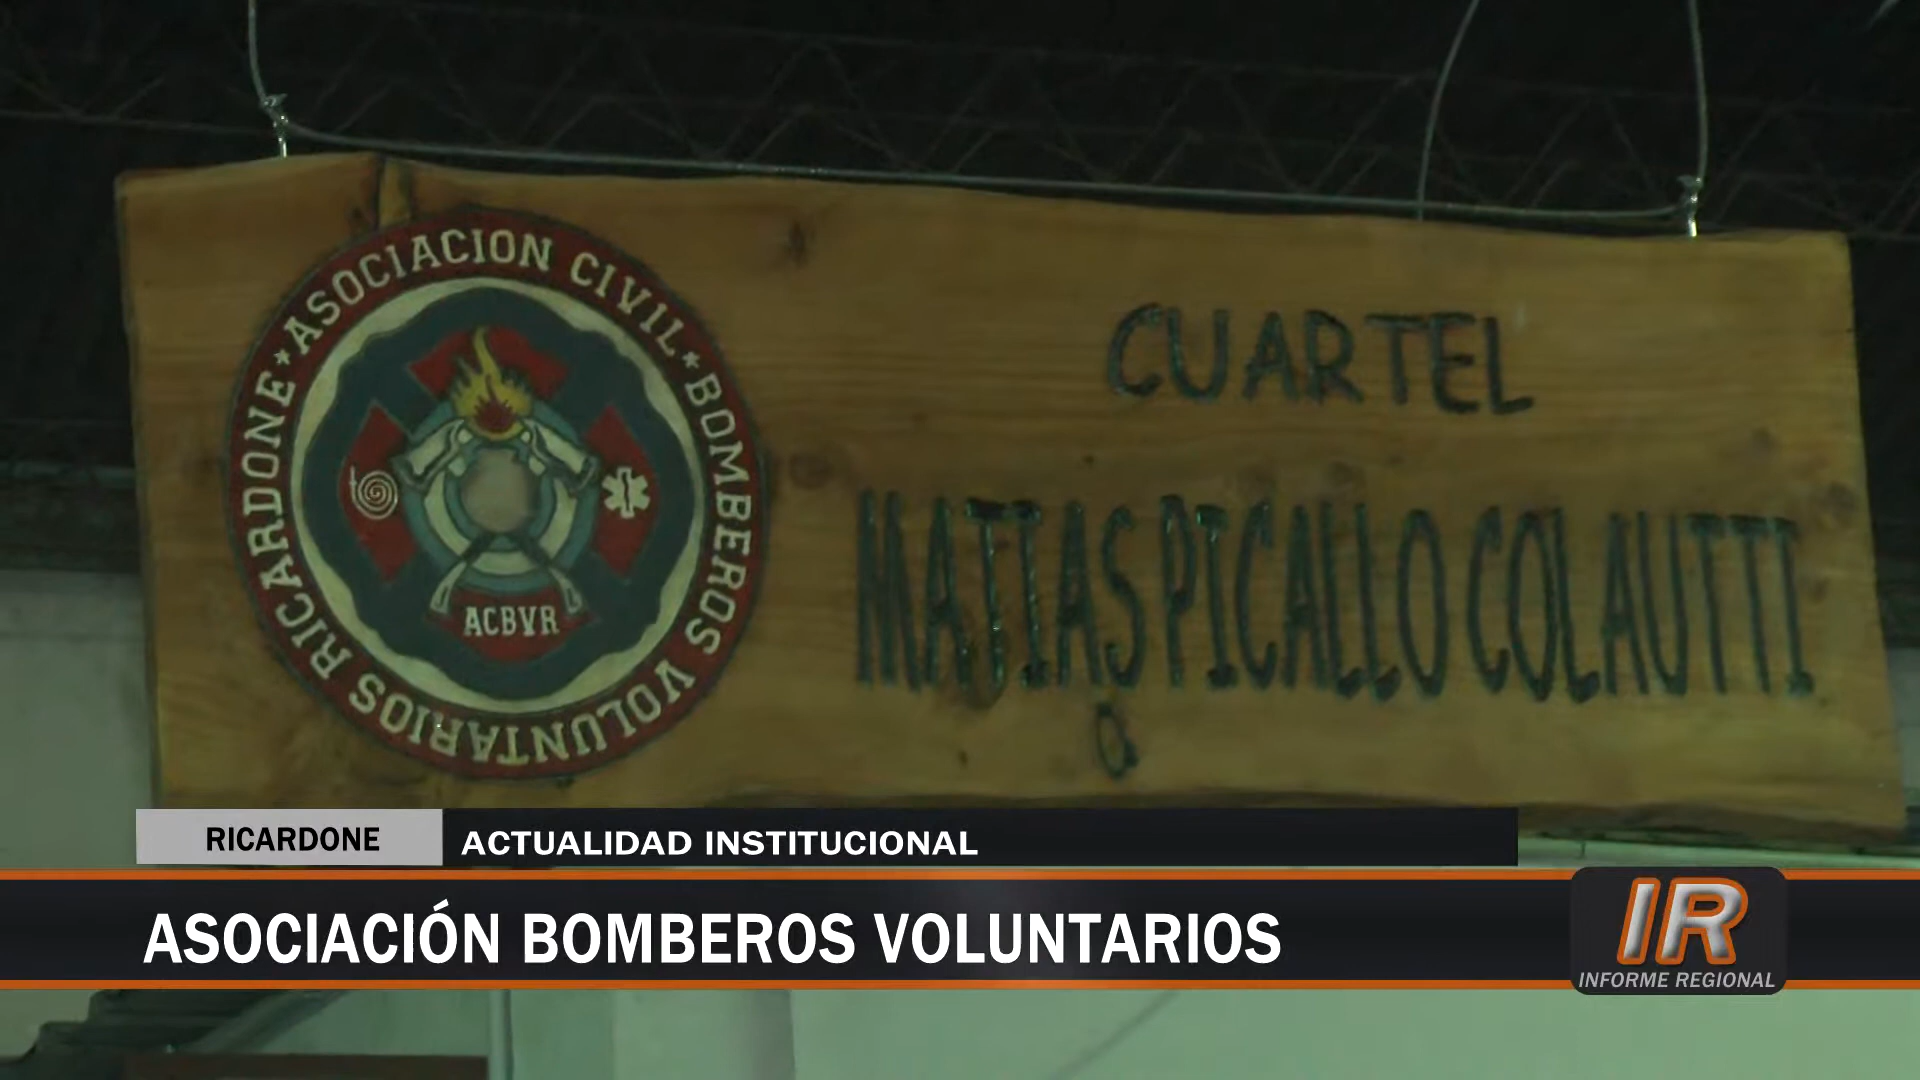 ASOCIACION CIVIL * BOMBEROS VOLUNTARIOS RICARDONE *
ACBVR
CUARTEL
MATIAS PICALLO COLAUTTI
RICARDONE
ACTUALIDAD INSTITUCIONAL
ASOCIACIÓN BOMBEROS VOLUNTARIOS
IR
INFORME REGIONAL